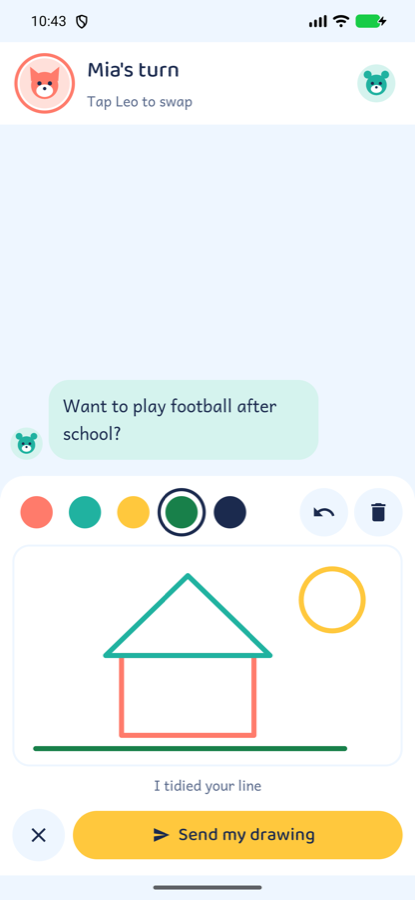 10:43
Mia's turn
Tap Leo to swap
Want to play football after
school?
I tidied your line
Send my drawing